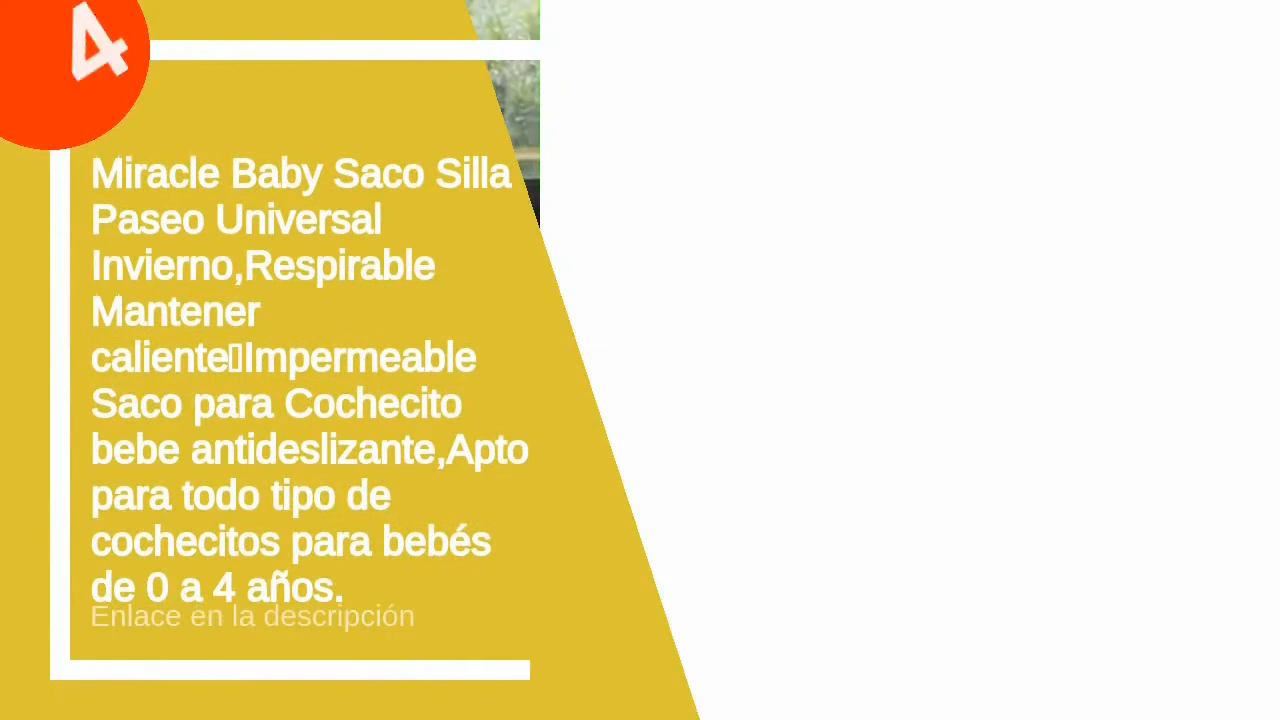 4
Miracle Baby Saco Silla
Paseo Universal
Invierno,Respirable
Mantener
caliente▯Impermeable
Saco para Cochecito
bebe antideslizante,Apto
para todo tipo de
cochecitos para bebés
de 0 a 4 años.
Enlace en la descripción